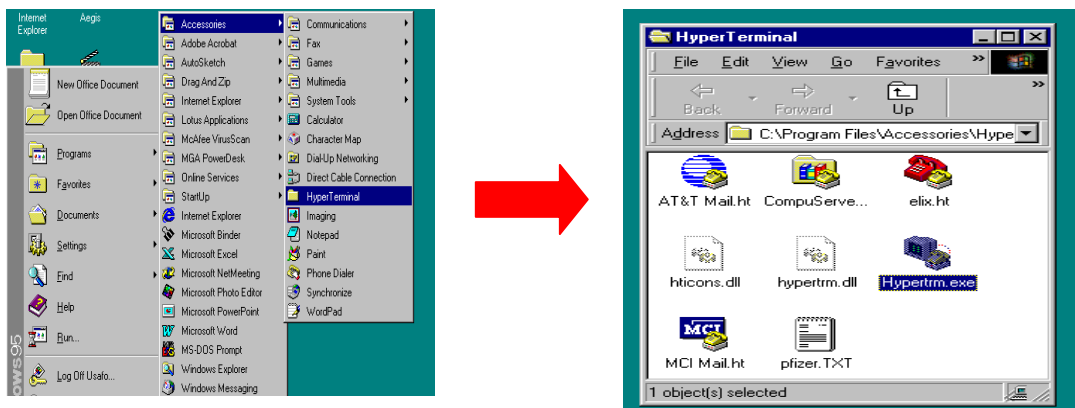 Internet
Explorer
Aegis
New Office Document
Open Office Document
Programs
Favorites
Documents
Settings
Find
Help
Run...
Log Off Usafo...
ows95
Accessories
Adobe Acrobat
AutoSketch
Drag And Zip
Internet Explorer
Lotus Applications
McAfee VirusScan
MGA PowerDesk
Online Services
StartUp
Internet Explorer
Microsoft Binder
Microsoft Excel
Microsoft NetMeeting
Microsoft Photo Editor
Microsoft PowerPoint
Microsoft Word
MS-DOS Prompt
Windows Explorer
Windows Messaging
Communications
Fax
Games
Multimedia
System Tools
Calculator
Character Map
Dial-Up Networking
Direct Cable Connection
HyperTerminal
Imaging
Notepad
Paint
Phone Dialer
Synchronize
WordPad
HyperTerminal
File Edit View Go Favorites »
Back Forward Up »
Address C:\Program Files\Accessories\Hype
AT&T Mail.ht CompuServe... elix.ht
hticons.dll hypertrm.dll Hypertrm.exe
MCI
MCI Mail.ht pfizer.TXT
1 object(s) selected